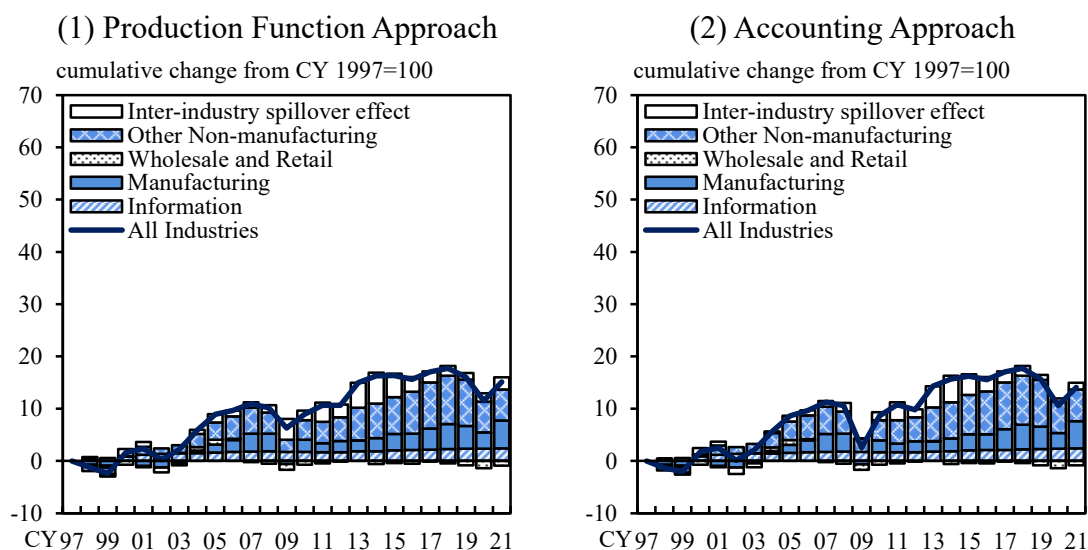 (1) Production Function Approach
cumulative change from CY 1997=100
70
60
50
40
30
20
10
0
-10
Inter-industry spillover effect
Other Non-manufacturing
Wholesale and Retail
Manufacturing
Information
All Industries
CY97 99 01 03 05 07 09 11 13 15 17 19 21
(2) Accounting Approach
cumulative change from CY 1997=100
70
60
50
40
30
20
10
0
-10
Inter-industry spillover effect
Other Non-manufacturing
Wholesale and Retail
Manufacturing
Information
All Industries
CY97 99 01 03 05 07 09 11 13 15 17 19 21